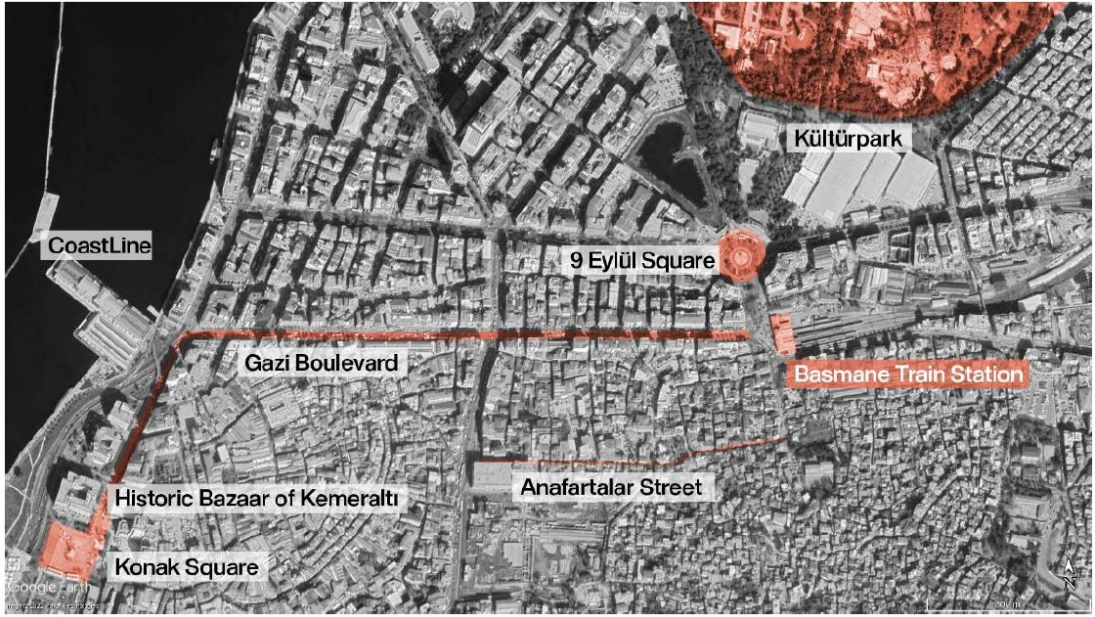 Kültürpark
CoastLine
9 Eylül Square
Gazi Boulevard
Basmane Train Station
Anafartalar Street
Historic Bazaar of Kemeraltı
Konak Square
Google Earth